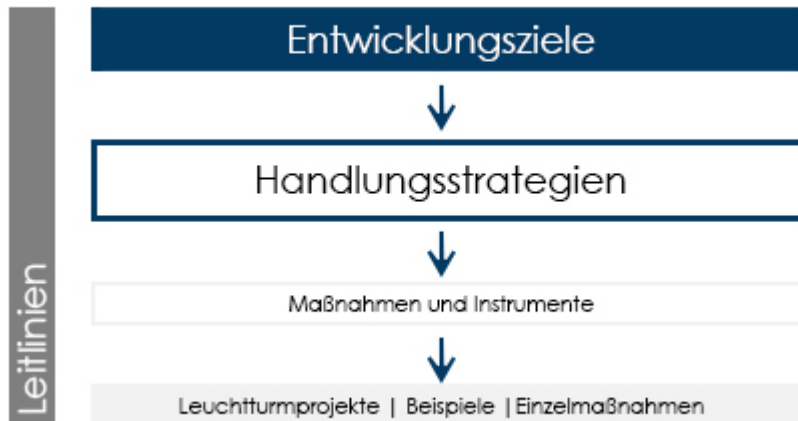 Leitlinien
Entwicklungsziele
Handlungsstrategien
Maßnahmen und Instrumente
Leuchtturmprojekte | Beispiele |Einzelmaßnahmen